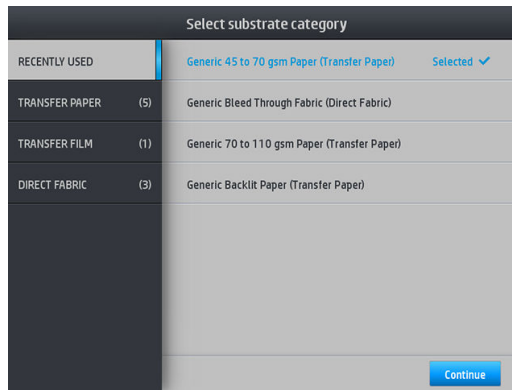 Select substrate category
RECENTLY USED
Generic 45 to 70 gsm Paper (Transfer Paper) Selected
TRANSFER PAPER (5)
Generic Bleed Through Fabric (Direct Fabric)
TRANSFER FILM (1)
Generic 70 to 110 gsm Paper (Transfer Paper)
DIRECT FABRIC (3)
Generic Backlit Paper (Transfer Paper)
Continue